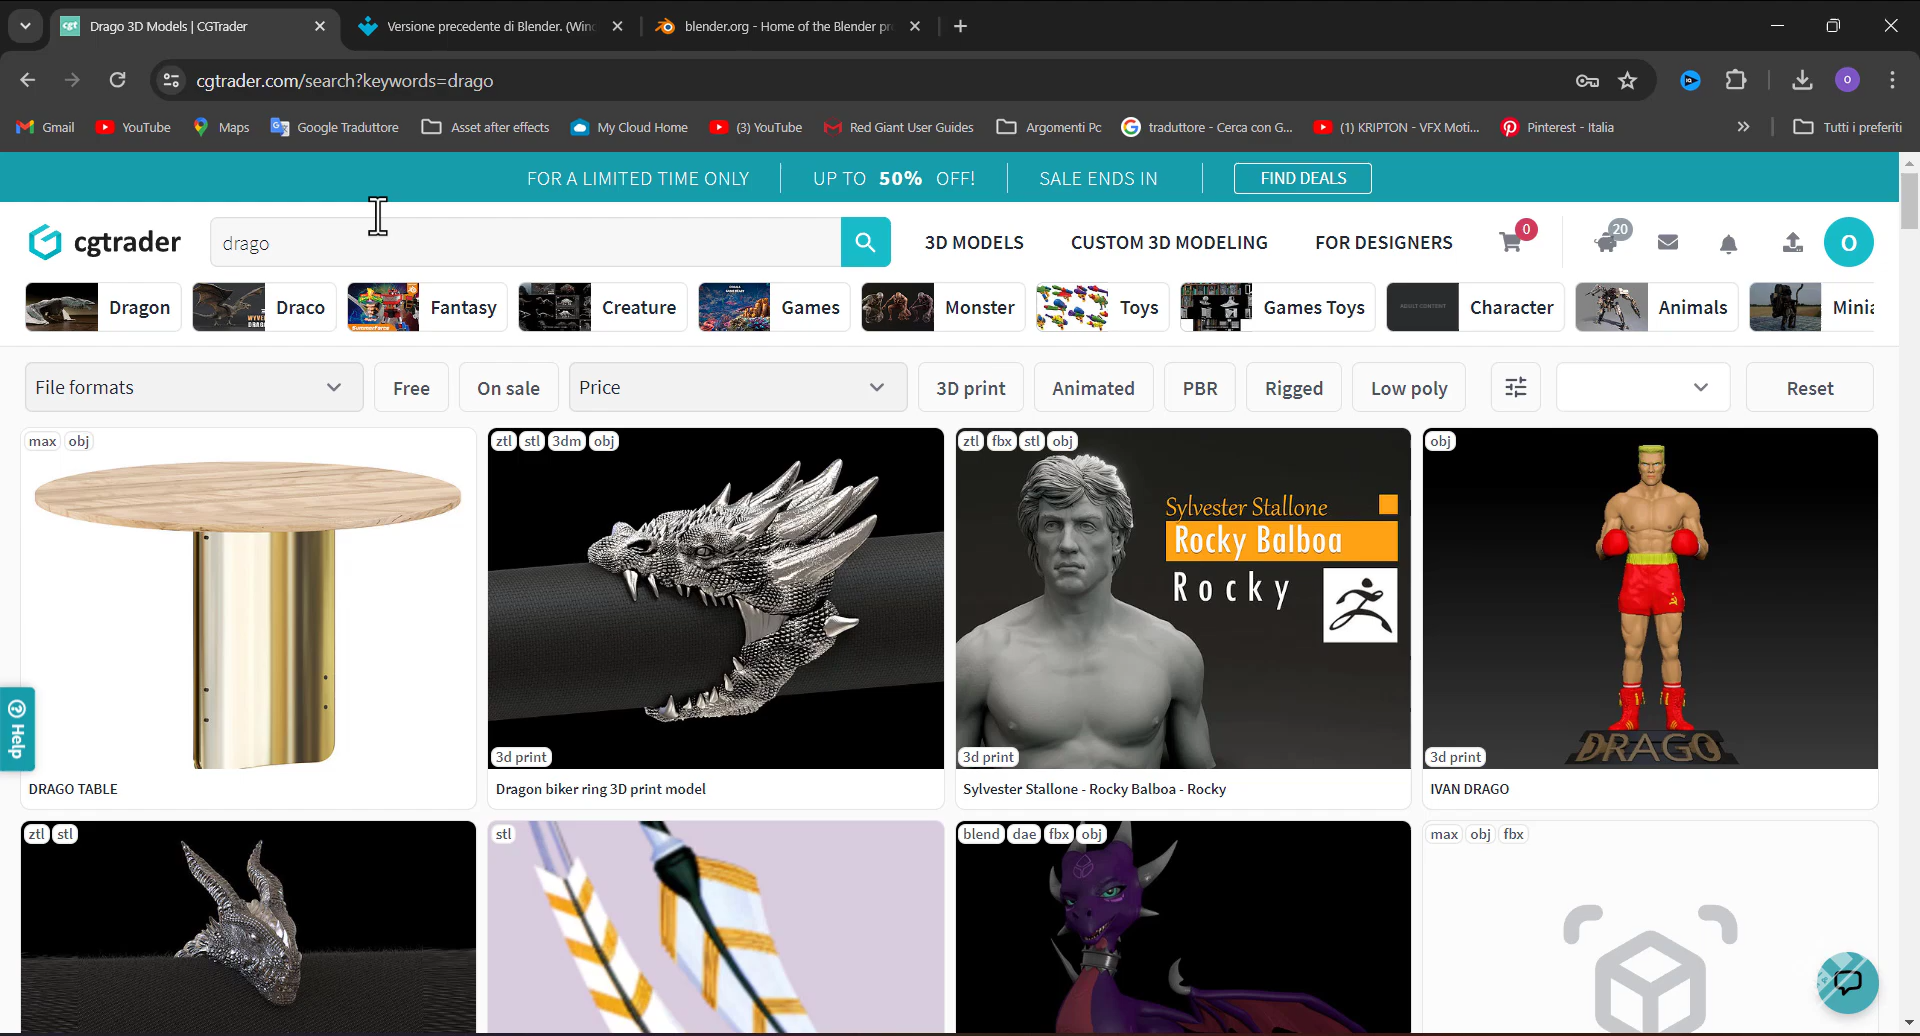 Drago 3D Models | CGTrader
Versione precedente di Blender. (Win
blender.org - Home of the Blender pr
cgtrader.com/search?keywords=drago
Gmail
YouTube
Maps
Google Traduttore
Asset after effects
My Cloud Home
(3) YouTube
Red Giant User Guides
Argomenti Pc
traduttore - Cerca con G...
(1) KRIPTON - VFX Moti...
Pinterest - Italia
Tutti i preferiti
FOR A LIMITED TIME ONLY
UP TO 50% OFF!
SALE ENDS IN
FIND DEALS
cgtrader
drago
3D MODELS
CUSTOM 3D MODELING
FOR DESIGNERS
0
20
O
Dragon
Draco
Fantasy
Creature
Games
Monster
Toys
Games Toys
ADULT CONTENT
Character
Animals
Minia
File formats
Free
On sale
Price
3D print
Animated
PBR
Rigged
Low poly
Reset
max obj
ztl stl 3dm obj
ztl fbx stl obj
obj
Sylvester Stallone
Rocky Balboa
Rocky
DRAGO
3d print
3d print
3d print
DRAGO TABLE
Dragon biker ring 3D print model
Sylvester Stallone - Rocky Balboa - Rocky
IVAN DRAGO
Help
ztl stl
stl
blend dae fbx obj
max obj fbx